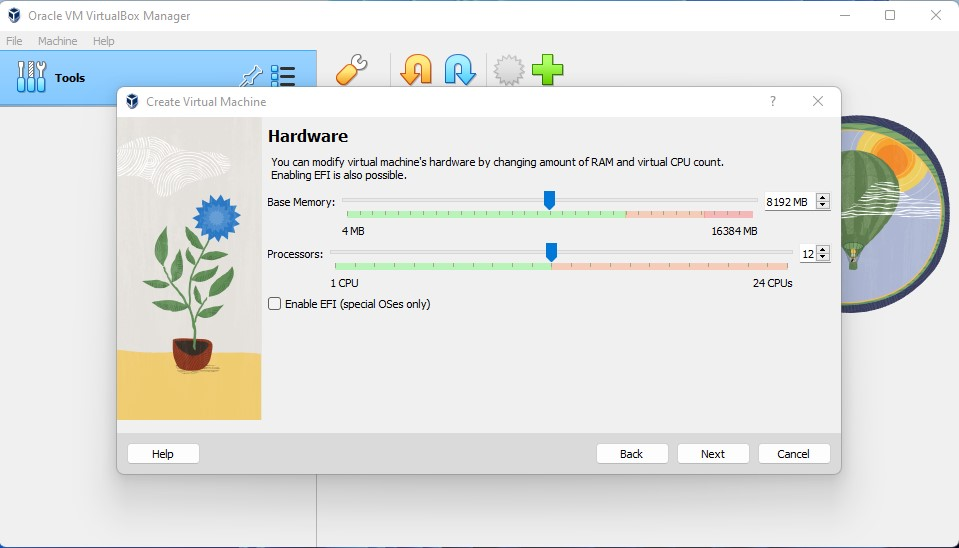 Oracle VM VirtualBox Manager
File Machine Help
Tools
Create Virtual Machine
?
Hardware
You can modify virtual machine's hardware by changing amount of RAM and virtual CPU count.
Enabling EFI is also possible.
Base Memory: 8192 MB
4 MB 16384 MB
Processors: 12
1 CPU 24 CPUs
Enable EFI (special OSes only)
Help Back Next Cancel